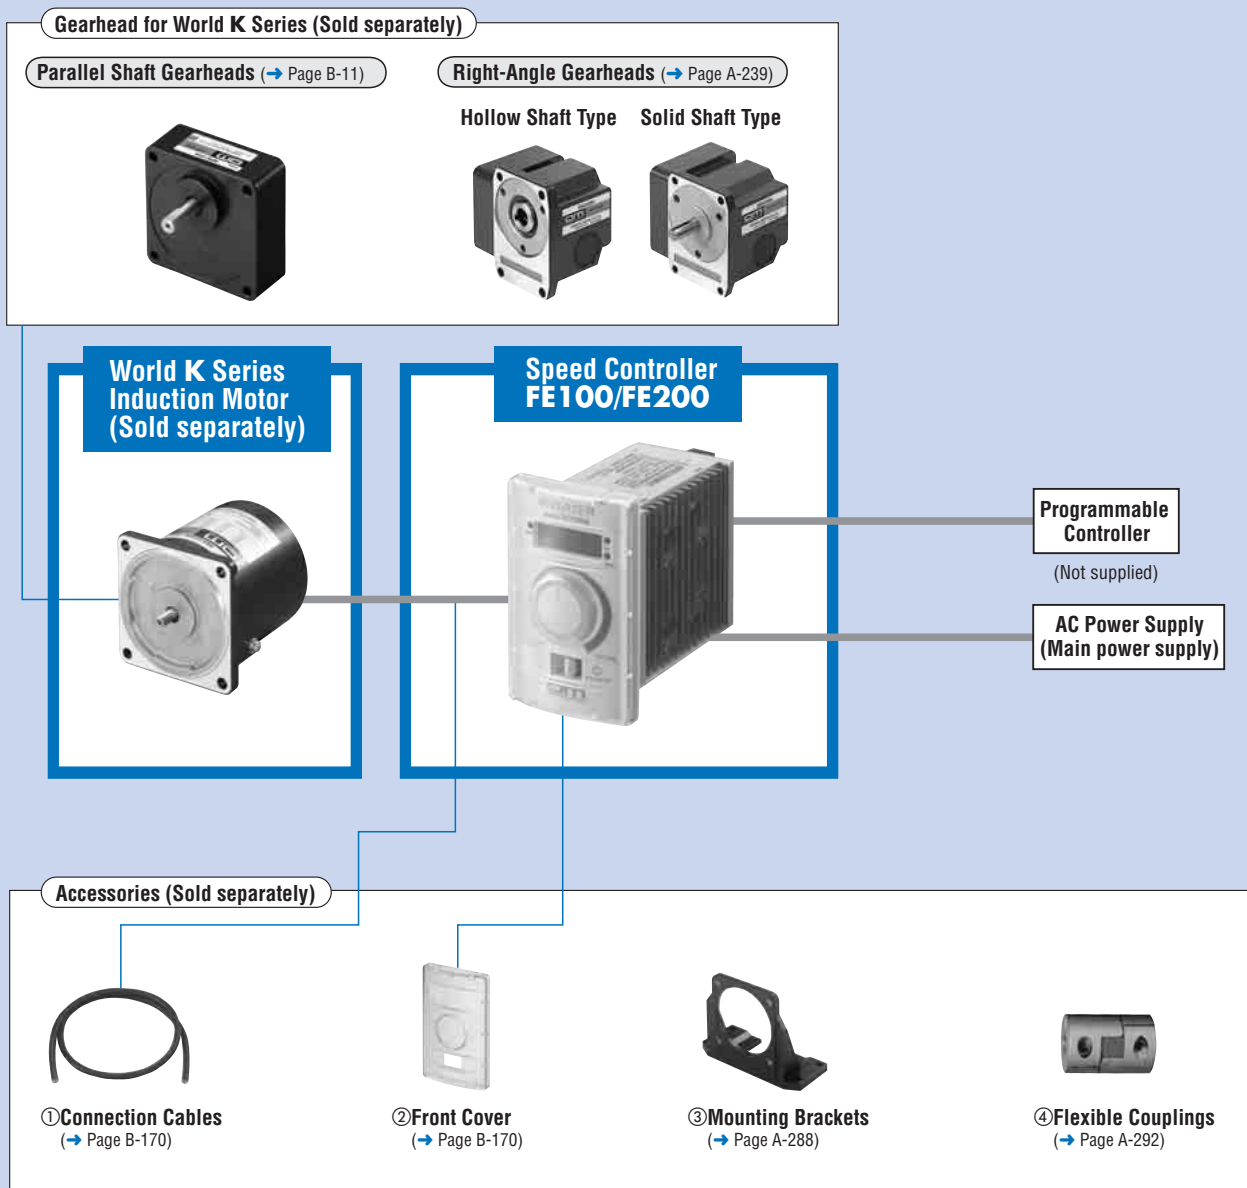 Gearhead for World K Series (Sold separately)
Parallel Shaft Gearheads (➜ Page B-11)
Right-Angle Gearheads (➜ Page A-239)
Hollow Shaft Type
Solid Shaft Type
World K Series
Induction Motor
(Sold separately)
Speed Controller
FE100/FE200
Programmable
Controller
(Not supplied)
AC Power Supply
(Main power supply)
Accessories (Sold separately)
①Connection Cables
(➜ Page B-170)
②Front Cover
(➜ Page B-170)
③Mounting Brackets
(➜ Page A-288)
④Flexible Couplings
(➜ Page A-292)